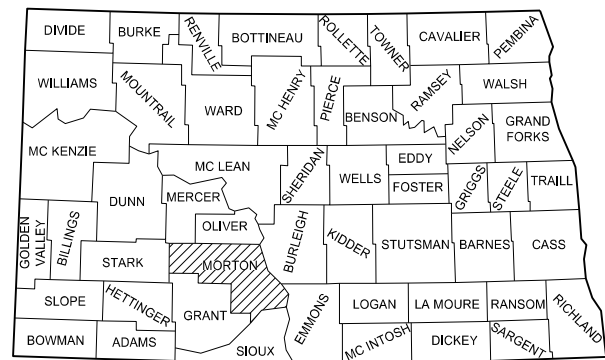 DIVIDE
BURKE
RENVILLE
BOTTINEAU
ROLLETTE
TOWNER
CAVALIER
PEMBINA
WILLIAMS
MOUNTRAIL
WARD
MC HENRY
PIERCE
BENSON
RAMSEY
WALSH
NELSON
GRAND
FORKS
MC KENZIE
DUNN
MC LEAN
MERCER
OLIVER
SHERIDAN
WELLS
EDDY
FOSTER
GRIGGS
STEELE
TRAILL
GOLDEN
VALLEY
BILLINGS
STARK
MORTON
BURLEIGH
KIDDER
STUTSMAN
BARNES
CASS
SLOPE
HETTINGER
GRANT
EMMONS
LOGAN
LA MOURE
RANSOM
RICHLAND
BOWMAN
ADAMS
SIOUX
MC INTOSH
DICKEY
SARGENT